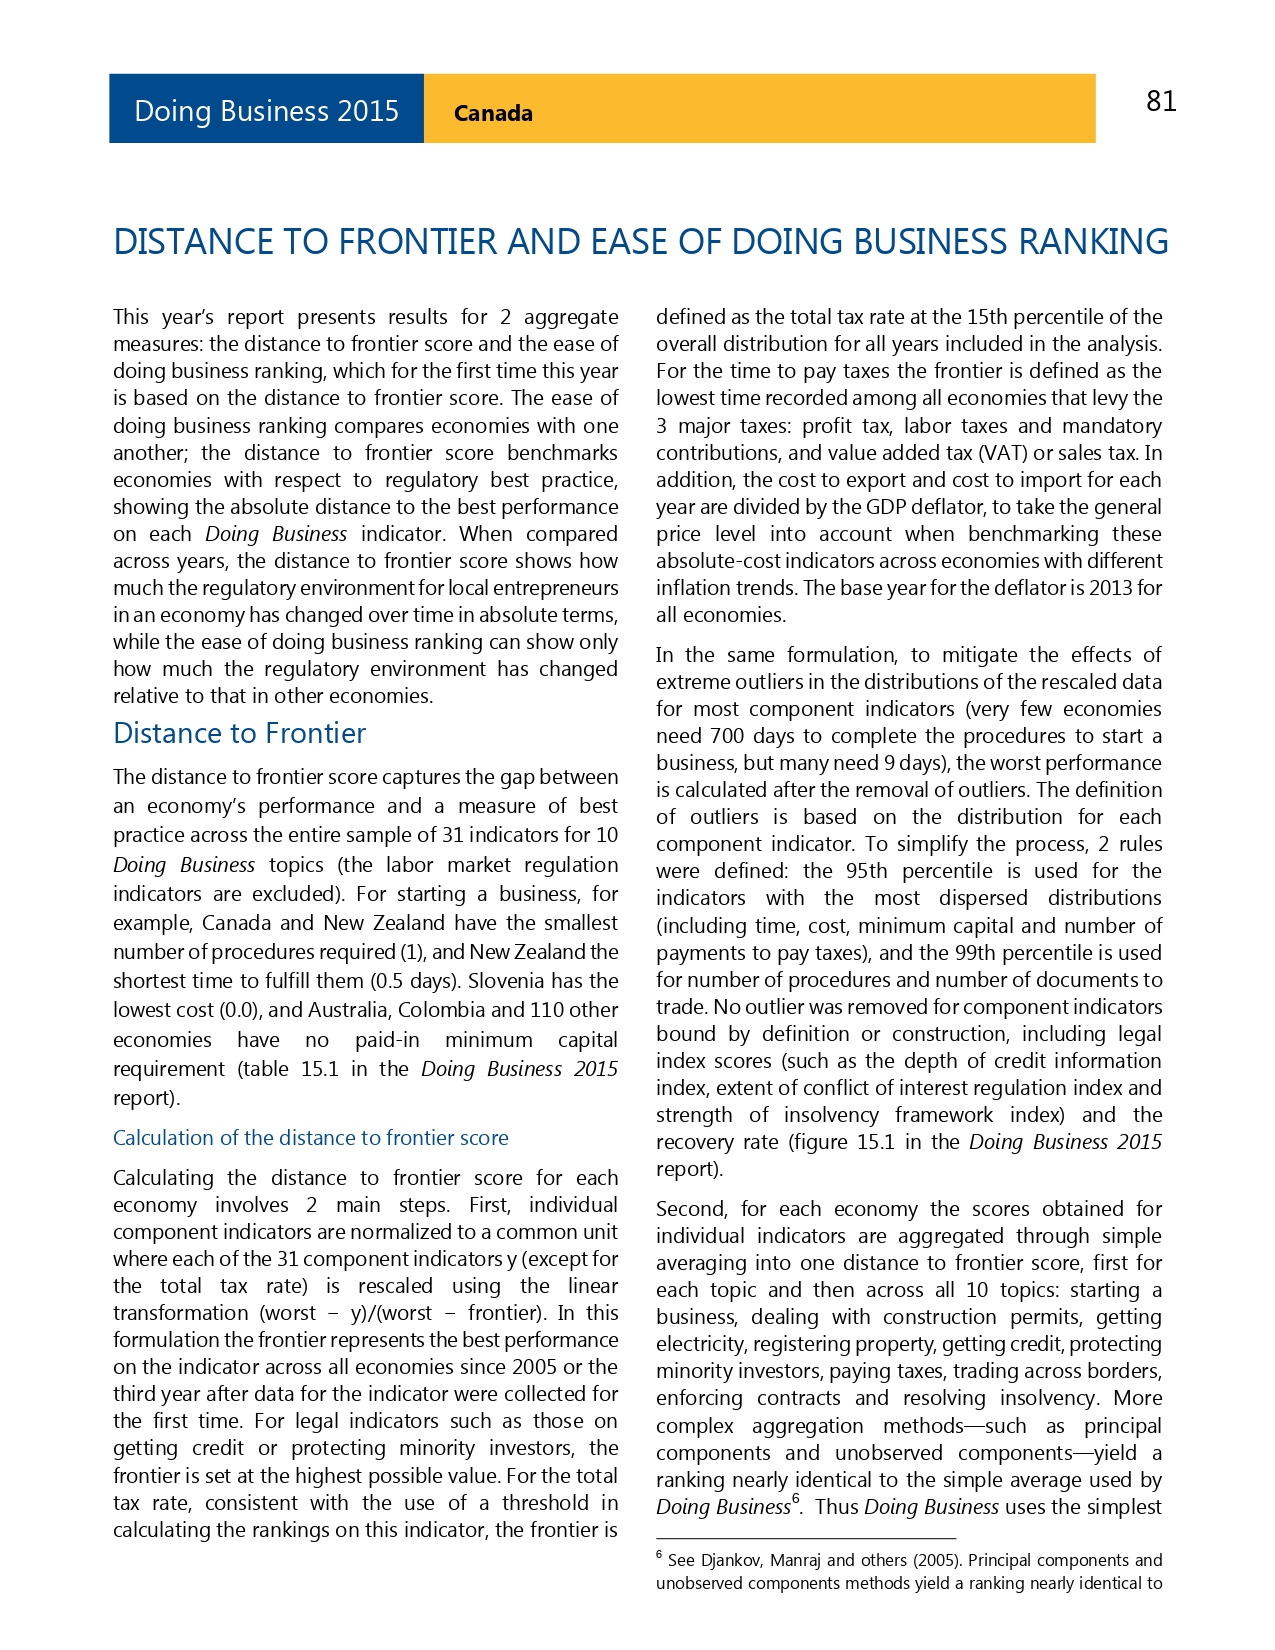 Doing Business 2015
Canada
81
DISTANCE TO FRONTIER AND EASE OF DOING BUSINESS RANKING
This year’s report presents results for 2 aggregate
measures: the distance to frontier score and the ease of
doing business ranking, which for the first time this year
is based on the distance to frontier score. The ease of
doing business ranking compares economies with one
another; the distance to frontier score benchmarks
economies with respect to regulatory best practice,
showing the absolute distance to the best performance
on each Doing Business indicator. When compared
across years, the distance to frontier score shows how
much the regulatory environment for local entrepreneurs
in an economy has changed over time in absolute terms,
while the ease of doing business ranking can show only
how much the regulatory environment has changed
relative to that in other economies.
Distance to Frontier
The distance to frontier score captures the gap between
an economy’s performance and a measure of best
practice across the entire sample of 31 indicators for 10
Doing Business topics (the labor market regulation
indicators are excluded). For starting a business, for
example, Canada and New Zealand have the smallest
number of procedures required (1), and New Zealand the
shortest time to fulfill them (0.5 days). Slovenia has the
lowest cost (0.0), and Australia, Colombia and 110 other
economies have no paid-in minimum capital
requirement (table 15.1 in the Doing Business 2015
report).
Calculation of the distance to frontier score
Calculating the distance to frontier score for each
economy involves 2 main steps. First, individual
component indicators are normalized to a common unit
where each of the 31 component indicators y (except for
the total tax rate) is rescaled using the linear
transformation (worst – y)/(worst – frontier). In this
formulation the frontier represents the best performance
on the indicator across all economies since 2005 or the
third year after data for the indicator were collected for
the first time. For legal indicators such as those on
getting credit or protecting minority investors, the
frontier is set at the highest possible value. For the total
tax rate, consistent with the use of a threshold in
calculating the rankings on this indicator, the frontier is
defined as the total tax rate at the 15th percentile of the
overall distribution for all years included in the analysis.
For the time to pay taxes the frontier is defined as the
lowest time recorded among all economies that levy the
3 major taxes: profit tax, labor taxes and mandatory
contributions, and value added tax (VAT) or sales tax. In
addition, the cost to export and cost to import for each
year are divided by the GDP deflator, to take the general
price level into account when benchmarking these
absolute-cost indicators across economies with different
inflation trends. The base year for the deflator is 2013 for
all economies.
In the same formulation, to mitigate the effects of
extreme outliers in the distributions of the rescaled data
for most component indicators (very few economies
need 700 days to complete the procedures to start a
business, but many need 9 days), the worst performance
is calculated after the removal of outliers. The definition
of outliers is based on the distribution for each
component indicator. To simplify the process, 2 rules
were defined: the 95th percentile is used for the
indicators with the most dispersed distributions
(including time, cost, minimum capital and number of
payments to pay taxes), and the 99th percentile is used
for number of procedures and number of documents to
trade. No outlier was removed for component indicators
bound by definition or construction, including legal
index scores (such as the depth of credit information
index, extent of conflict of interest regulation index and
strength of insolvency framework index) and the
recovery rate (figure 15.1 in the Doing Business 2015
report).
Second, for each economy the scores obtained for
individual indicators are aggregated through simple
averaging into one distance to frontier score, first for
each topic and then across all 10 topics: starting a
business, dealing with construction permits, getting
electricity, registering property, getting credit, protecting
minority investors, paying taxes, trading across borders,
enforcing contracts and resolving insolvency. More
complex aggregation methods—such as principal
components and unobserved components—yield a
ranking nearly identical to the simple average used by
Doing Business6. Thus Doing Business uses the simplest
6 See Djankov, Manraj and others (2005). Principal components and
unobserved components methods yield a ranking nearly identical to